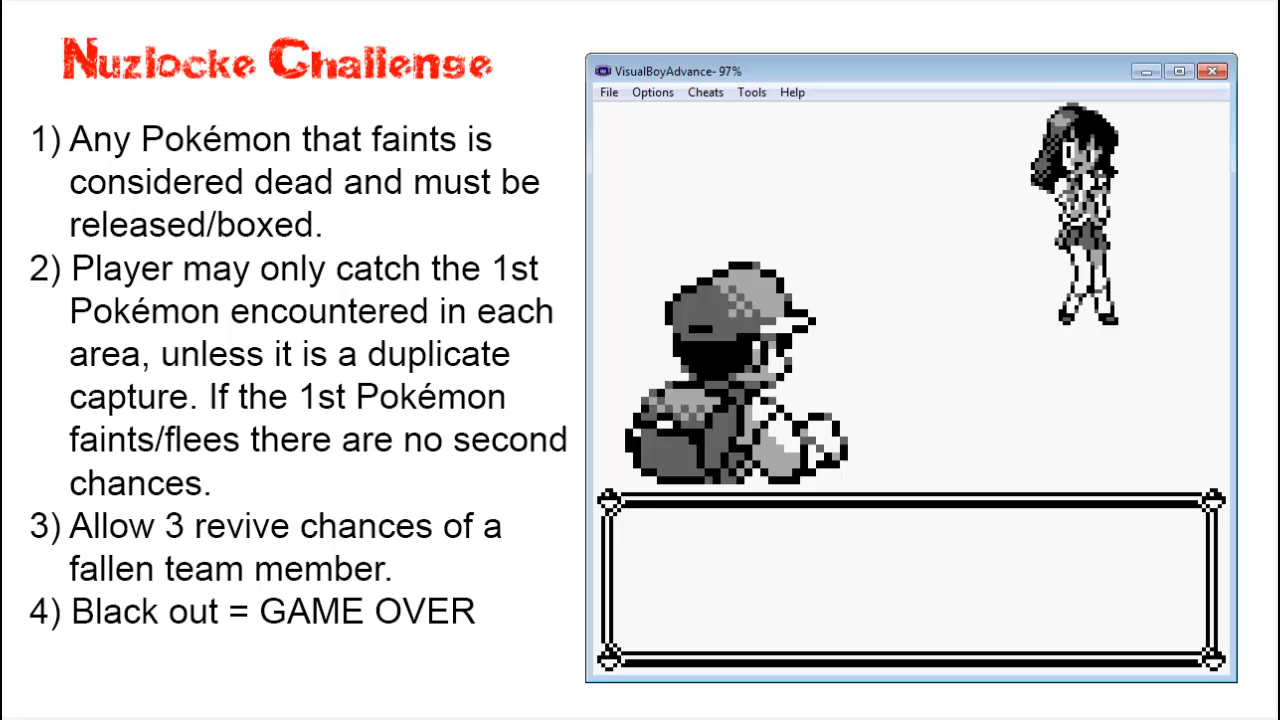 Nuzlocke Challenge
1) Any Pokémon that faints is
considered dead and must be
released/boxed.
2) Player may only catch the 1st
Pokémon encountered in each
area, unless it is a duplicate
capture. If the 1st Pokémon
faints/flees there are no second
chances.
3) Allow 3 revive chances of a
fallen team member.
4) Black out = GAME OVER
VisualBoyAdvance- 97%
File Options Cheats Tools Help